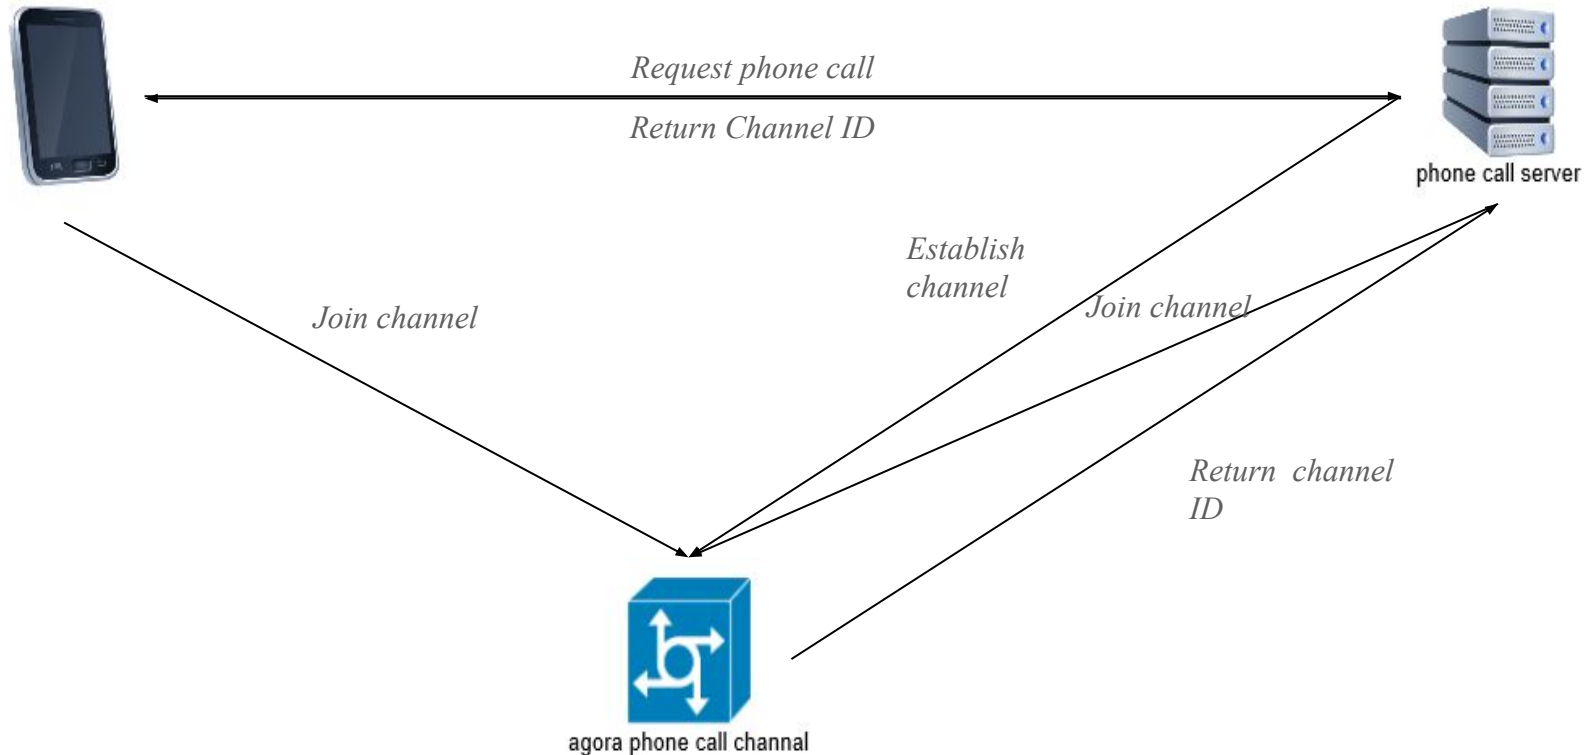 Request phone call
Return Channel ID
phone call server
Establish
channel
Join channel
Join channel
Return channel
ID
agora phone call channal